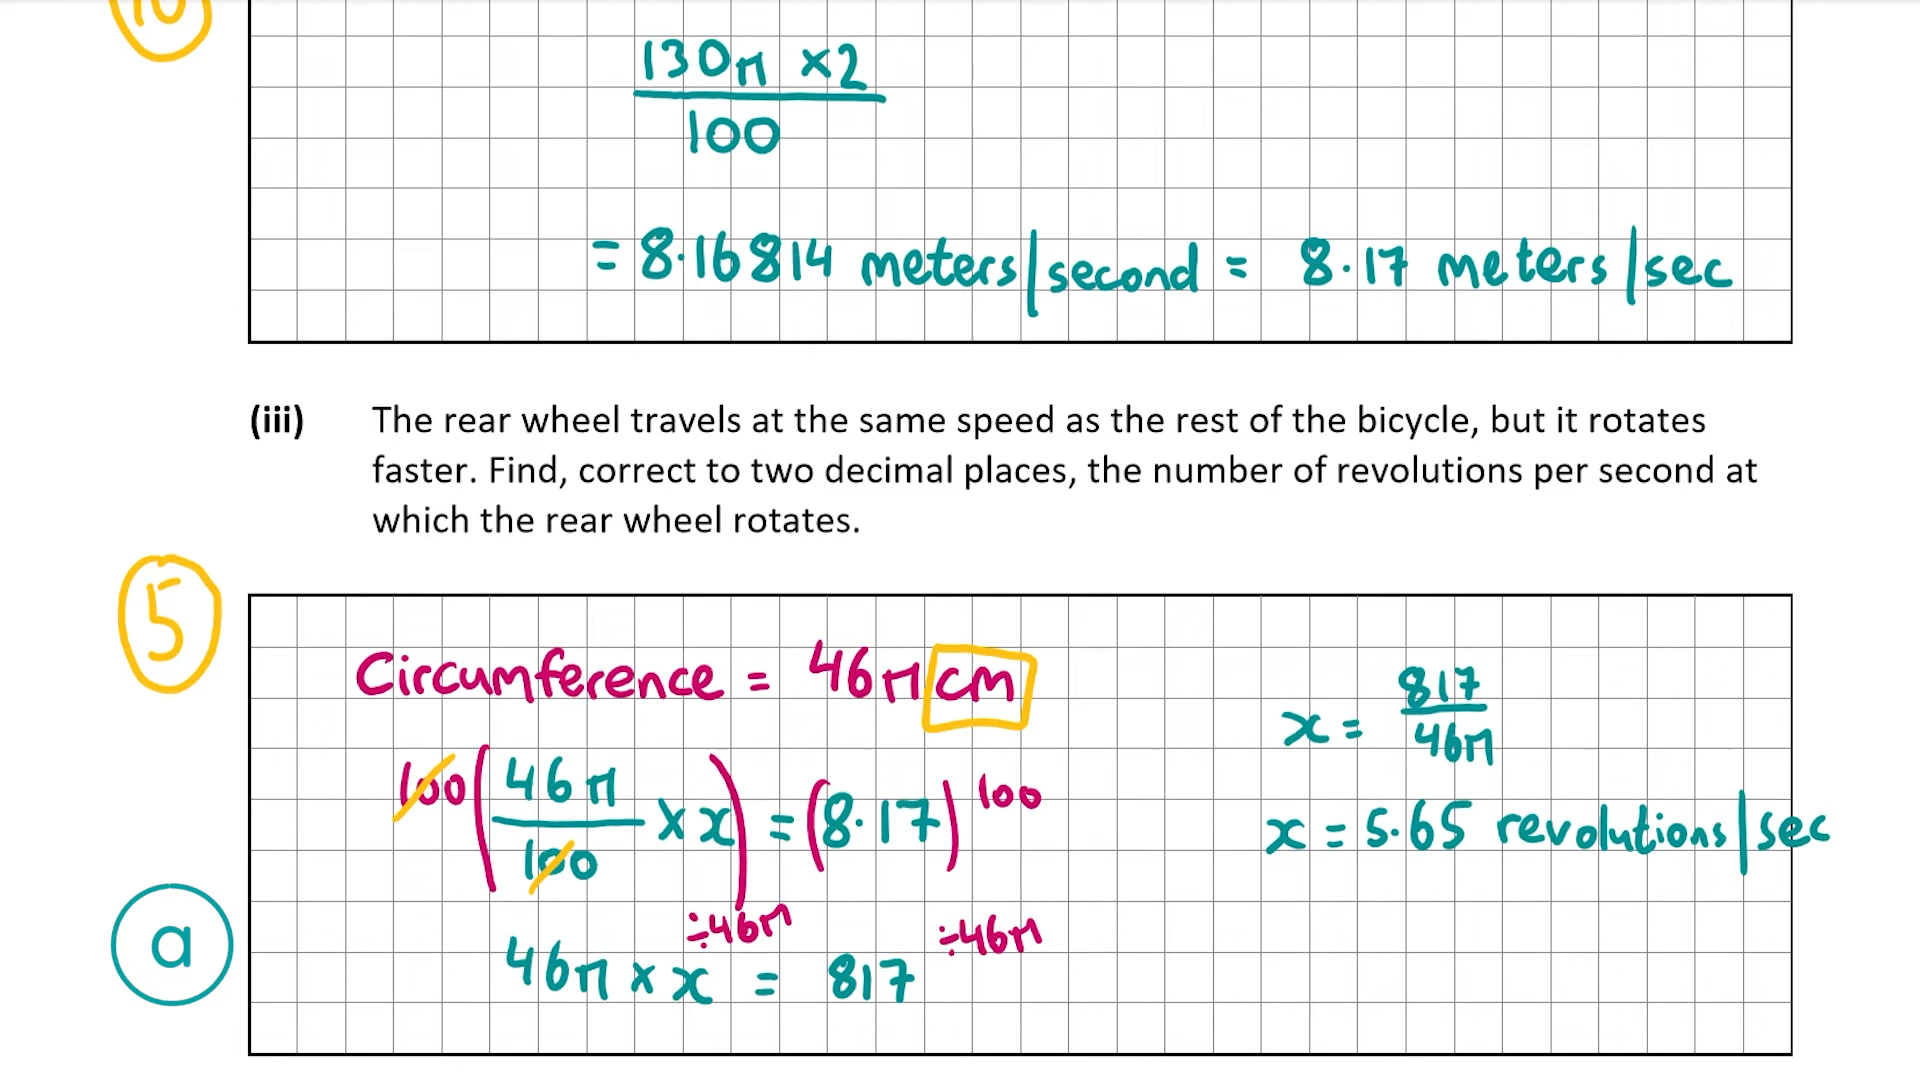 130π ×2
100
= 8.16814 meters/second = 8.17 meters/sec
(iii) The rear wheel travels at the same speed as the rest of the bicycle, but it rotates
faster. Find, correct to two decimal places, the number of revolutions per second at
which the rear wheel rotates.
5
Circumference = 46π cm
100 ( 46π
100 × x ) = (8.17) 100
÷46π ÷46π
46π × x = 817
x = 817
46π
x = 5.65 revolutions/sec
a